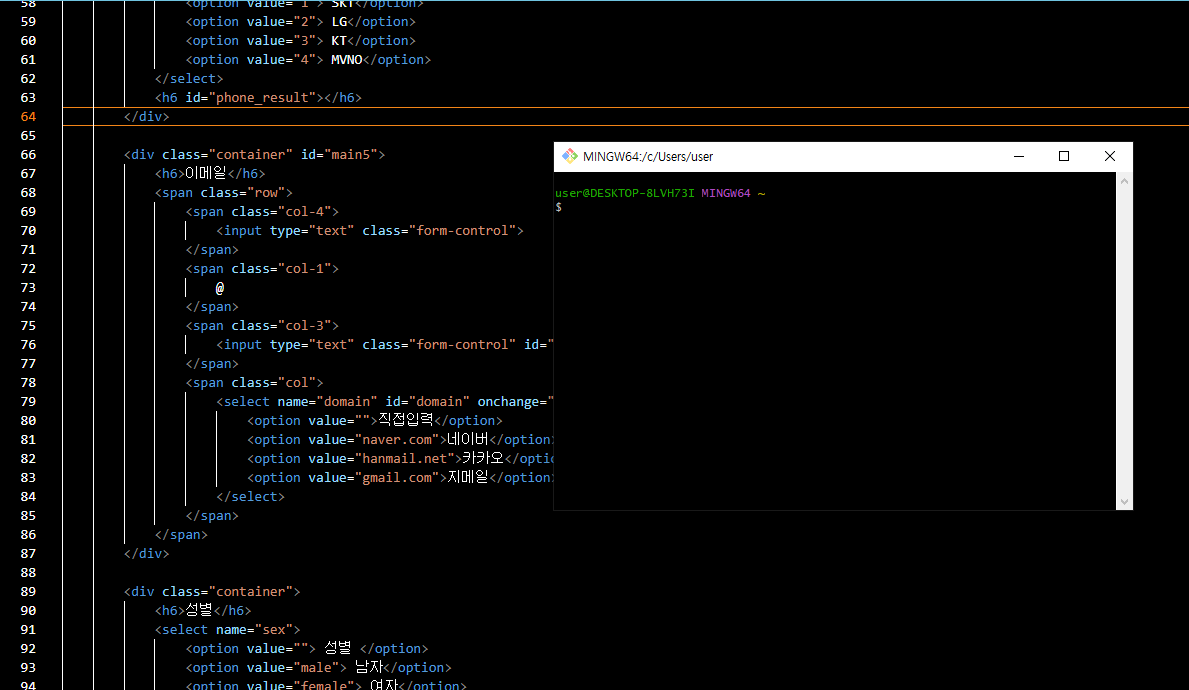 58 <option value="1"> SKT</option>
59 <option value="2"> LG</option>
60 <option value="3"> KT</option>
61 <option value="4"> MVNO</option>
62 </select>
63 <h6 id="phone_result"></h6>
64 </div>
65
66 <div class="container" id="main5">
67 <h6>이메일</h6>
68 <span class="row">
69 <span class="col-4">
70 <input type="text" class="form-control">
71 </span>
72 <span class="col-1">
73 @
74 </span>
75 <span class="col-3">
76 <input type="text" class="form-control" id="
77 </span>
78 <span class="col">
79 <select name="domain" id="domain" onchange="
80 <option value="">직접입력</option>
81 <option value="naver.com">네이버</option>
82 <option value="hanmail.net">카카오</optio
83 <option value="gmail.com">지메일</option>
84 </select>
85 </span>
86 </span>
87 </div>
88
89 <div class="container">
90 <h6>성별</h6>
91 <select name="sex">
92 <option value=""> 성별 </option>
93 <option value="male"> 남자</option>
94 <option value="female"> 여자</option>
MINGW64:/c/Users/user
user@DESKTOP-8LVH73I MINGW64 ~
$